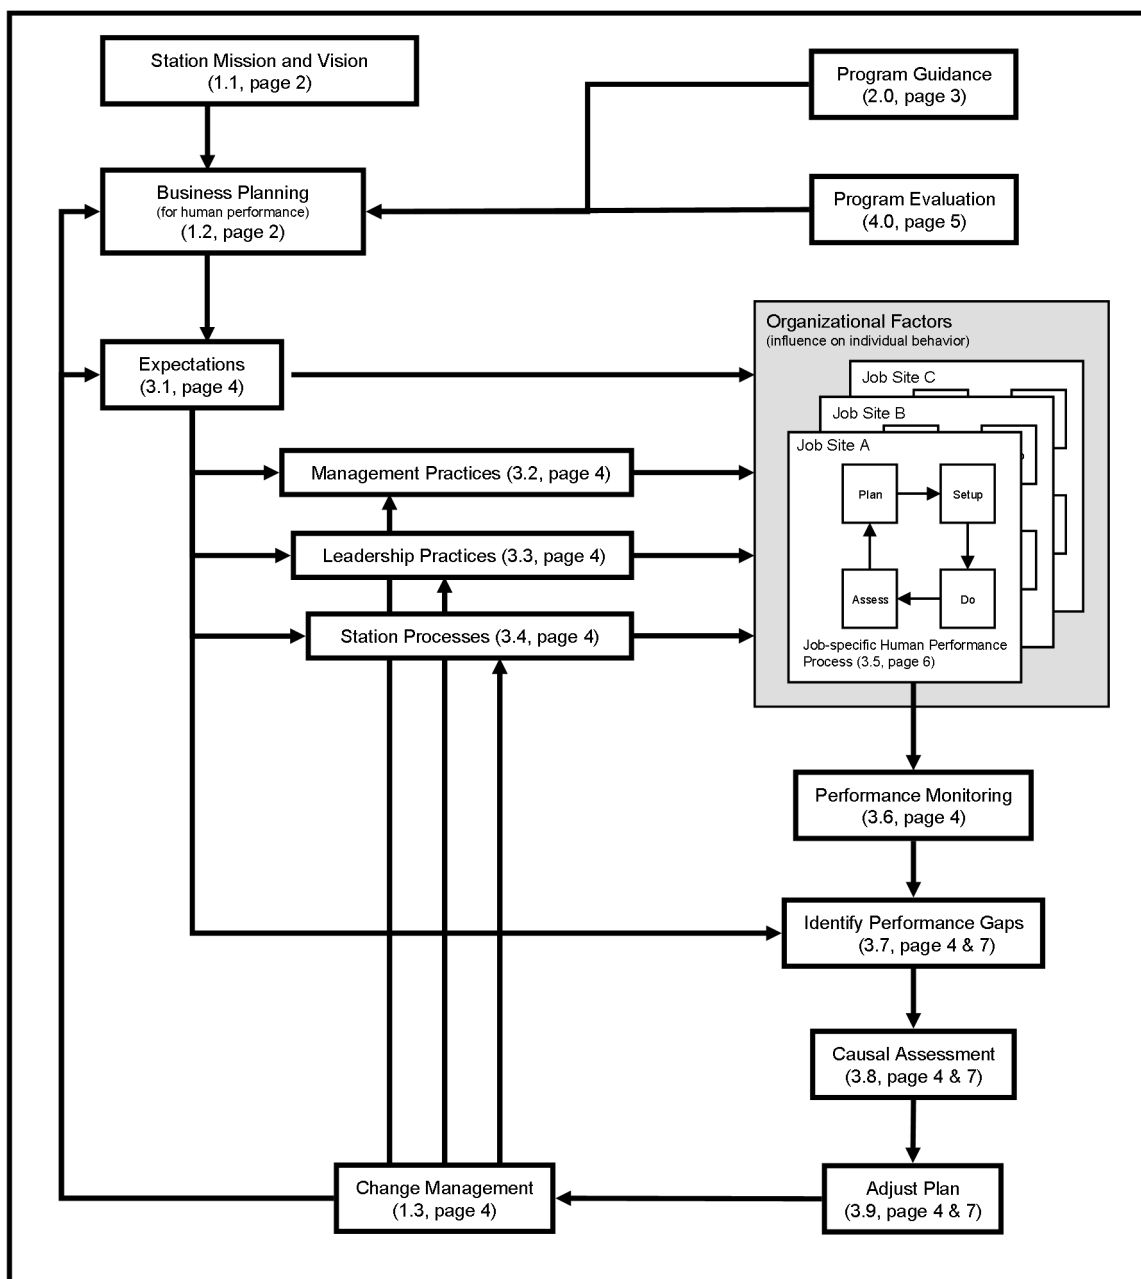 Station Mission and Vision
(1.1, page 2)
Program Guidance
(2.0, page 3)
Business Planning
(for human performance)
(1.2, page 2)
Program Evaluation
(4.0, page 5)
Organizational Factors
(influence on individual behavior)
Expectations
(3.1, page 4)
Job Site C
Job Site B
Job Site A
Management Practices (3.2, page 4)
Plan
Setup
Leadership Practices (3.3, page 4)
Assess
Do
Station Processes (3.4, page 4)
Job-specific Human Performance
Process (3.5, page 6)
Performance Monitoring
(3.6, page 4)
Identify Performance Gaps
(3.7, page 4 & 7)
Causal Assessment
(3.8, page 4 & 7)
Change Management
(1.3, page 4)
Adjust Plan
(3.9, page 4 & 7)